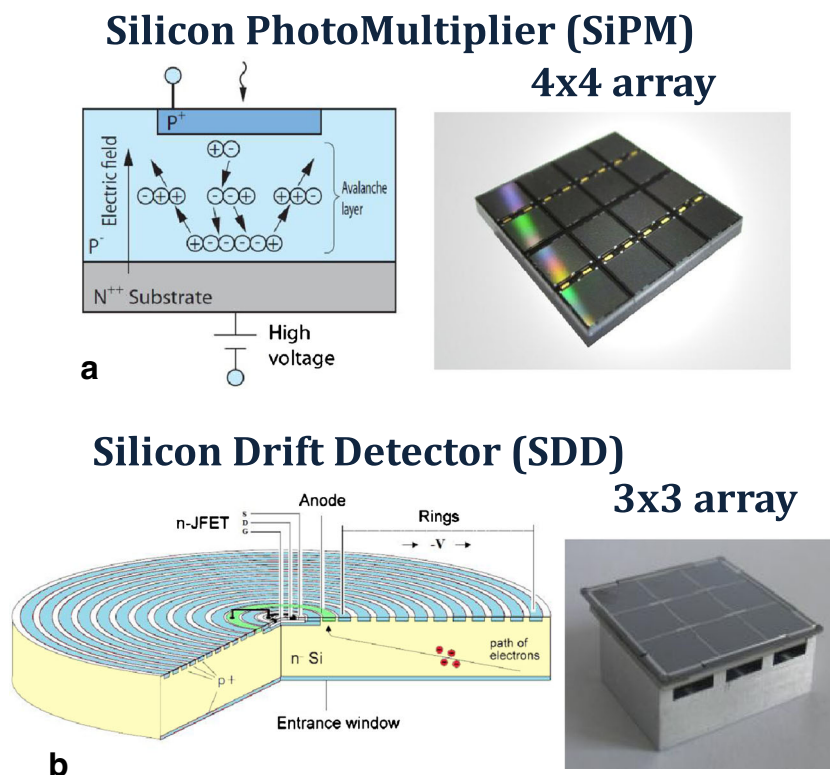 Silicon PhotoMultiplier (SiPM)
4x4 array
P+
Electric field
Avalanche
layer
P-
N++ Substrate
High
voltage
a
Silicon Drift Detector (SDD)
3x3 array
Anode
n-JFET
S
D
G
Rings
-V
path of
electrons
n- Si
p+
Entrance window
b